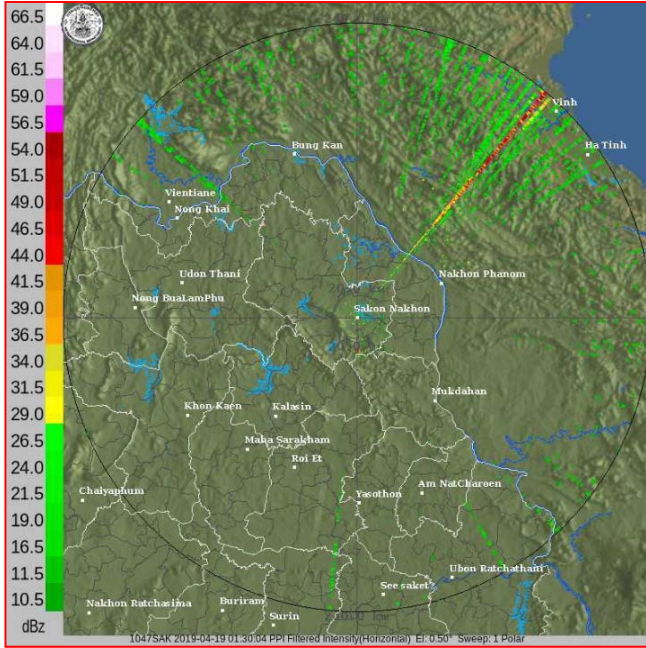 66.5
64.0
61.5
59.0
56.5
54.0
51.5
49.0
46.5
44.0
41.5
39.0
36.5
34.0
31.5
29.0
26.5
24.0
21.5
19.0
16.5
14.0
11.5
10.5
dBz
Vinh
Ha Tinh
Bung Kan
Vientiane
Nong Khai
Udon Thani
Nakhon Phanom
Nong BuaLamPhu
Sakon Nakhon
Mukdahan
Khon Kaen
Kalasin
Maha Sarakham
Roi Et
Chaiyaphum
Yasothon
Am NatCharoen
Ubon Ratchathani
See saket
Nakhon Ratchasima
Buriram
Surin
1047SAK 2019-04-19 01:30:04 PPI Filtered Intensity(Horizontal) El: 0.50° Sweep: 1 Polar